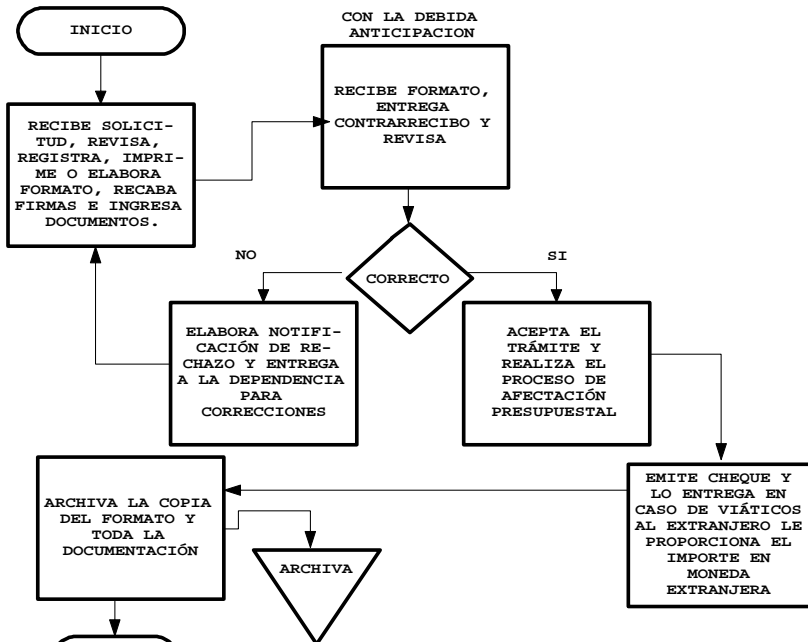 INICIO
CON LA DEBIDA
ANTICIPACION
RECIBE SOLICI-
TUD, REVISA,
REGISTRA, IMPRI-
ME O ELABORA
FORMATO, RECABA
FIRMAS E INGRESA
DOCUMENTOS.
RECIBE FORMATO,
ENTREGA
CONTRARRECIBO Y
REVISA
CORRECTO
NO
SI
ELABORA NOTIFI-
CACIÓN DE RE-
CHAZO Y ENTREGA
A LA DEPENDENCIA
PARA
CORRECCIONES
ACEPTA EL
TRÁMITE Y
REALIZA EL
PROCESO DE
AFECTACIÓN
PRESUPUESTAL
EMITE CHEQUE Y
LO ENTREGA EN
CASO DE VIÁTICOS
AL EXTRANJERO LE
PROPORCIONA EL
IMPORTE EN
MONEDA
EXTRANJERA
ARCHIVA LA COPIA
DEL FORMATO Y
TODA LA
DOCUMENTACIÓN
ARCHIVA